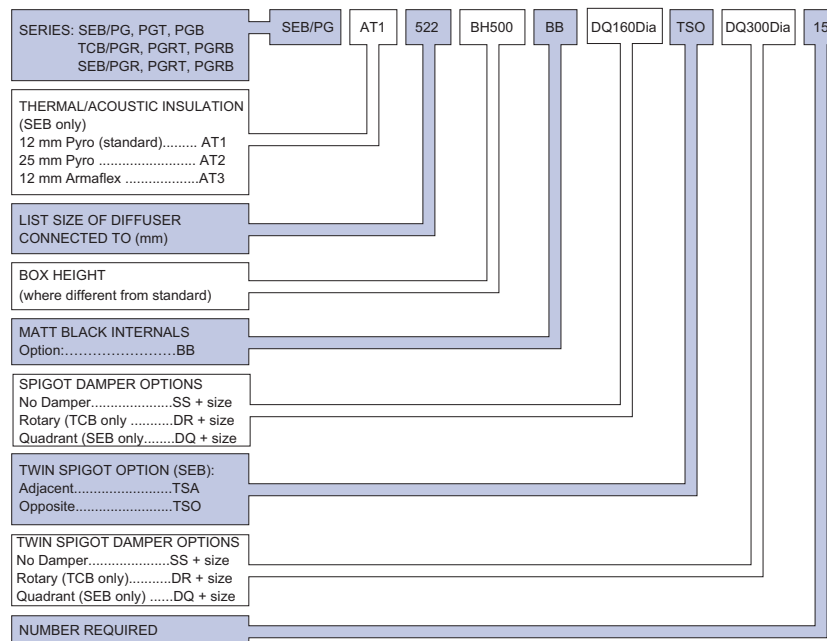 SERIES: SEB/PG, PGT, PGB
TCB/PGR, PGRT, PGRB
SEB/PGR, PGRT, PGRB
SEB/PG AT1 522 BH500 BB DQ160Dia TSO DQ300Dia 15
THERMAL/ACOUSTIC INSULATION
(SEB only)
12 mm Pyro (standard)......... AT1
25 mm Pyro ......................... AT2
12 mm Armaflex ...................AT3
LIST SIZE OF DIFFUSER
CONNECTED TO (mm)
BOX HEIGHT
(where different from standard)
MATT BLACK INTERNALS
Option:.........................BB
SPIGOT DAMPER OPTIONS
No Damper.....................SS + size
Rotary (TCB only ...........DR + size
Quadrant (SEB only........DQ + size
TWIN SPIGOT OPTION (SEB):
Adjacent.........................TSA
Opposite.........................TSO
TWIN SPIGOT DAMPER OPTIONS
No Damper.....................SS + size
Rotary (TCB only)...........DR + size
Quadrant (SEB only) ......DQ + size
NUMBER REQUIRED